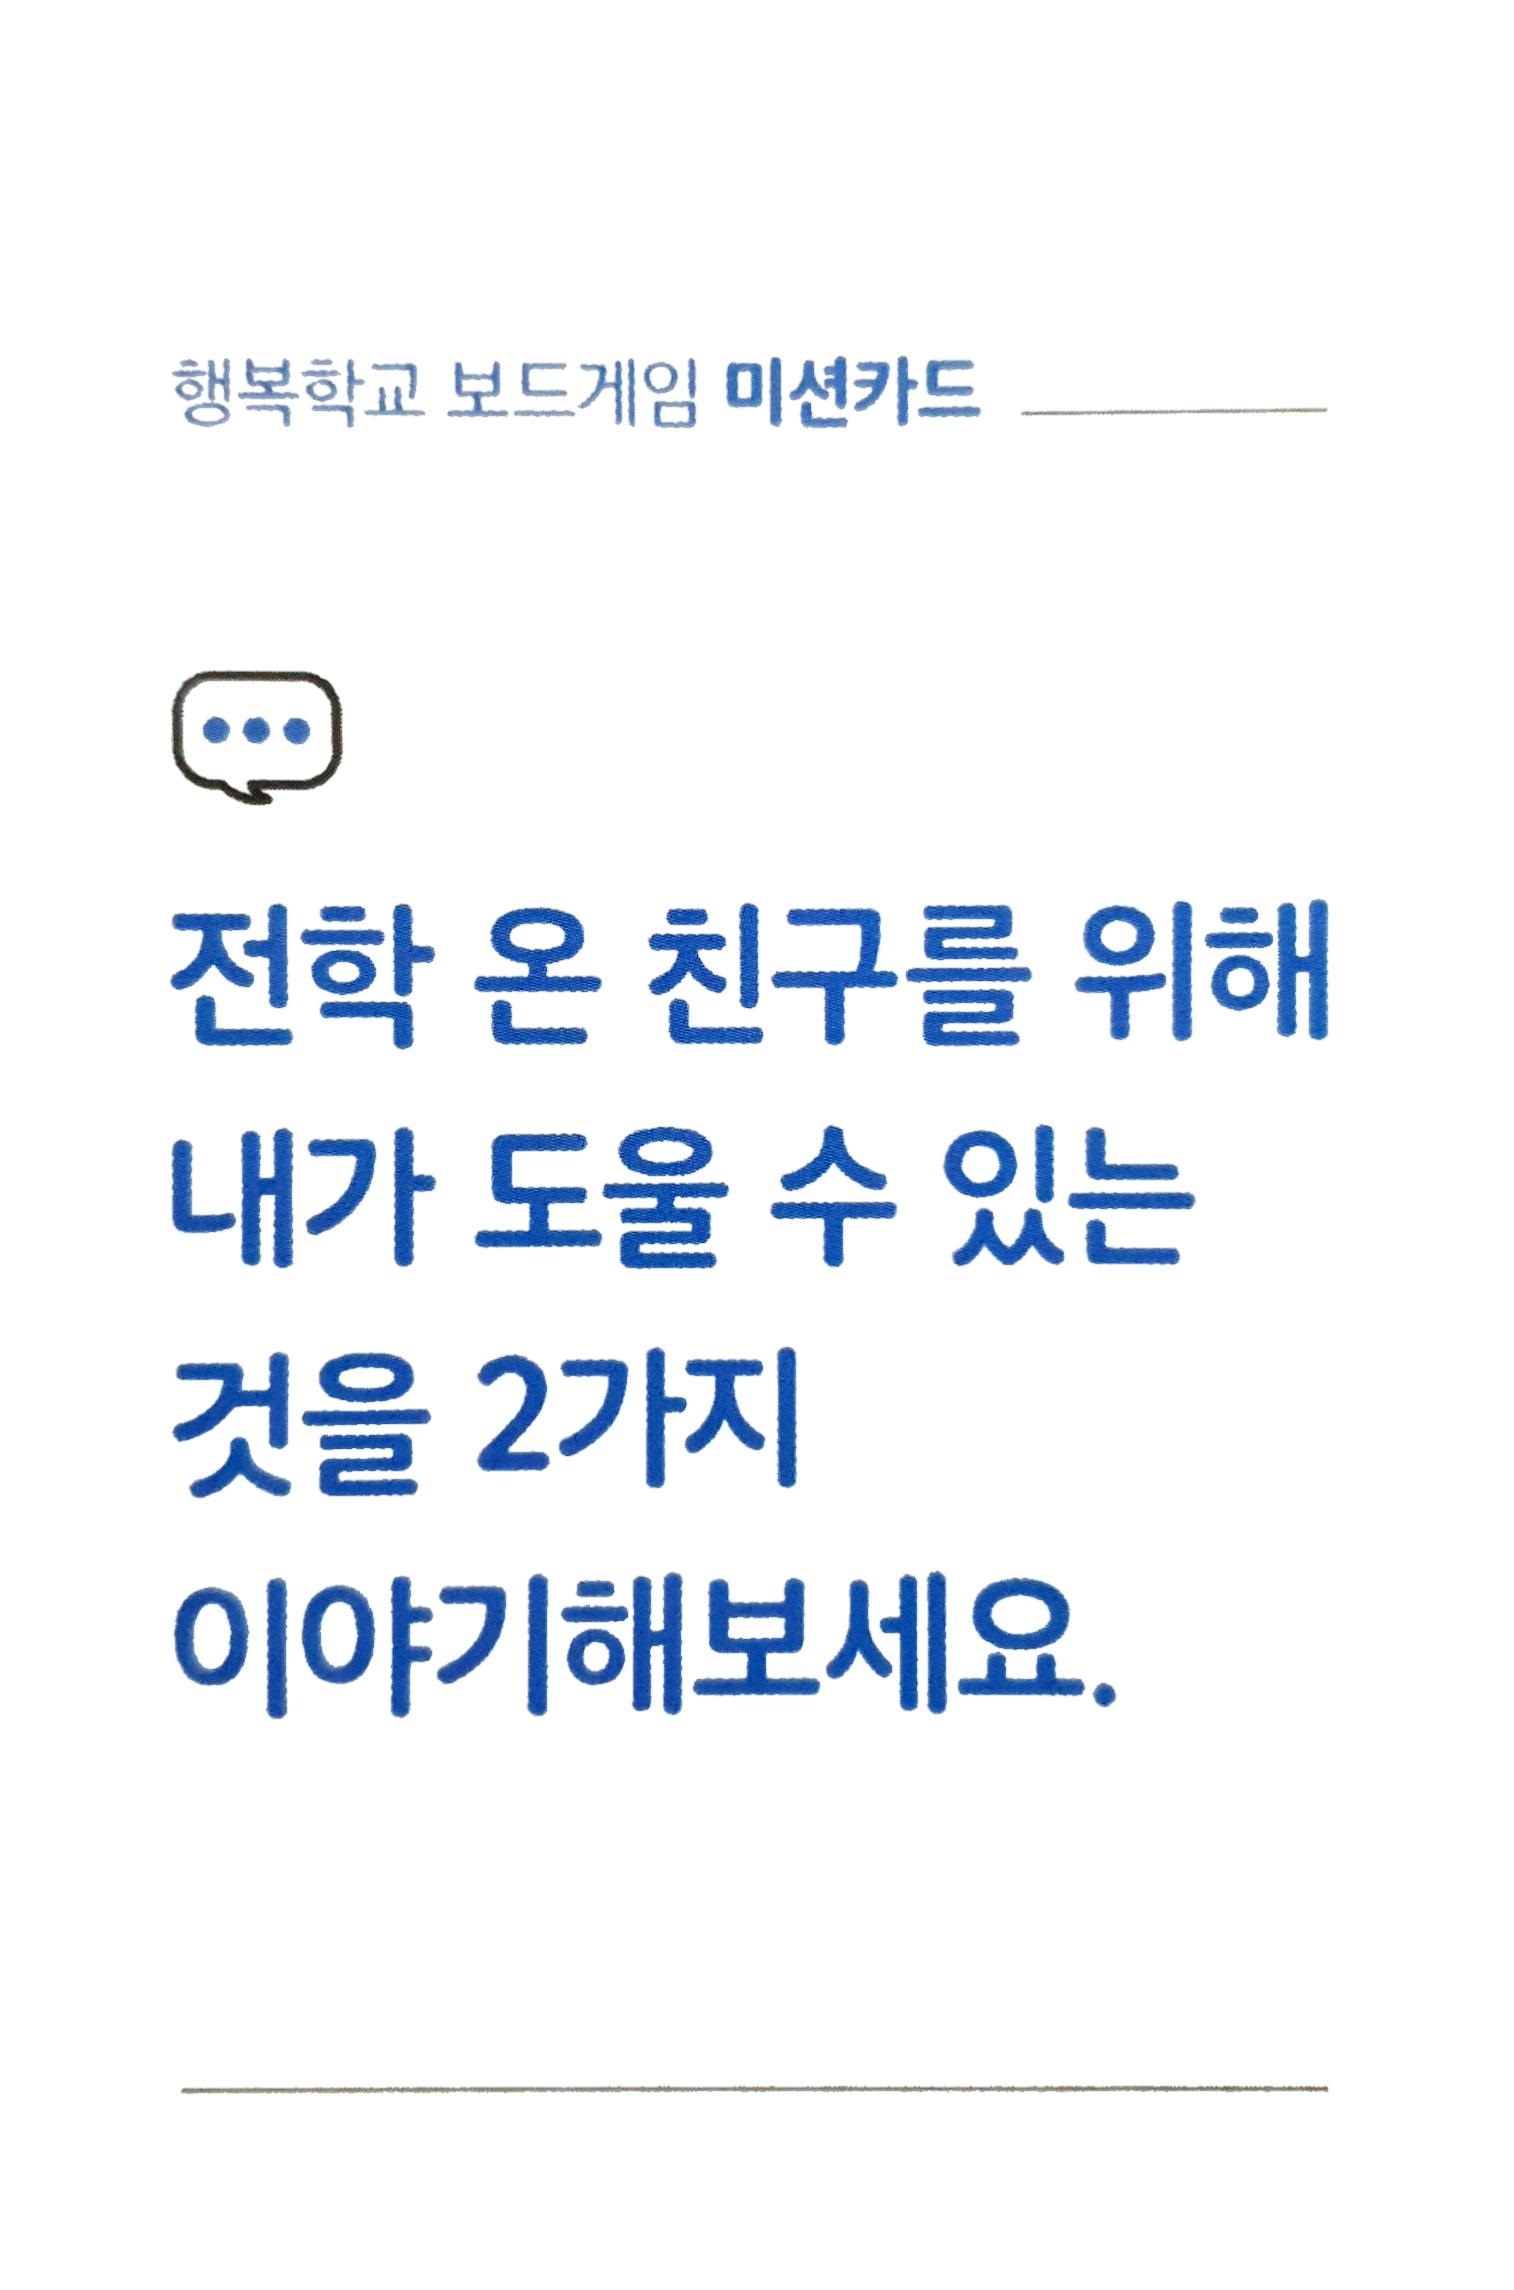 행복학교 보드게임 미션카드
전학 온 친구를 위해
내가 도울 수 있는
것을 2가지
이야기해보세요.